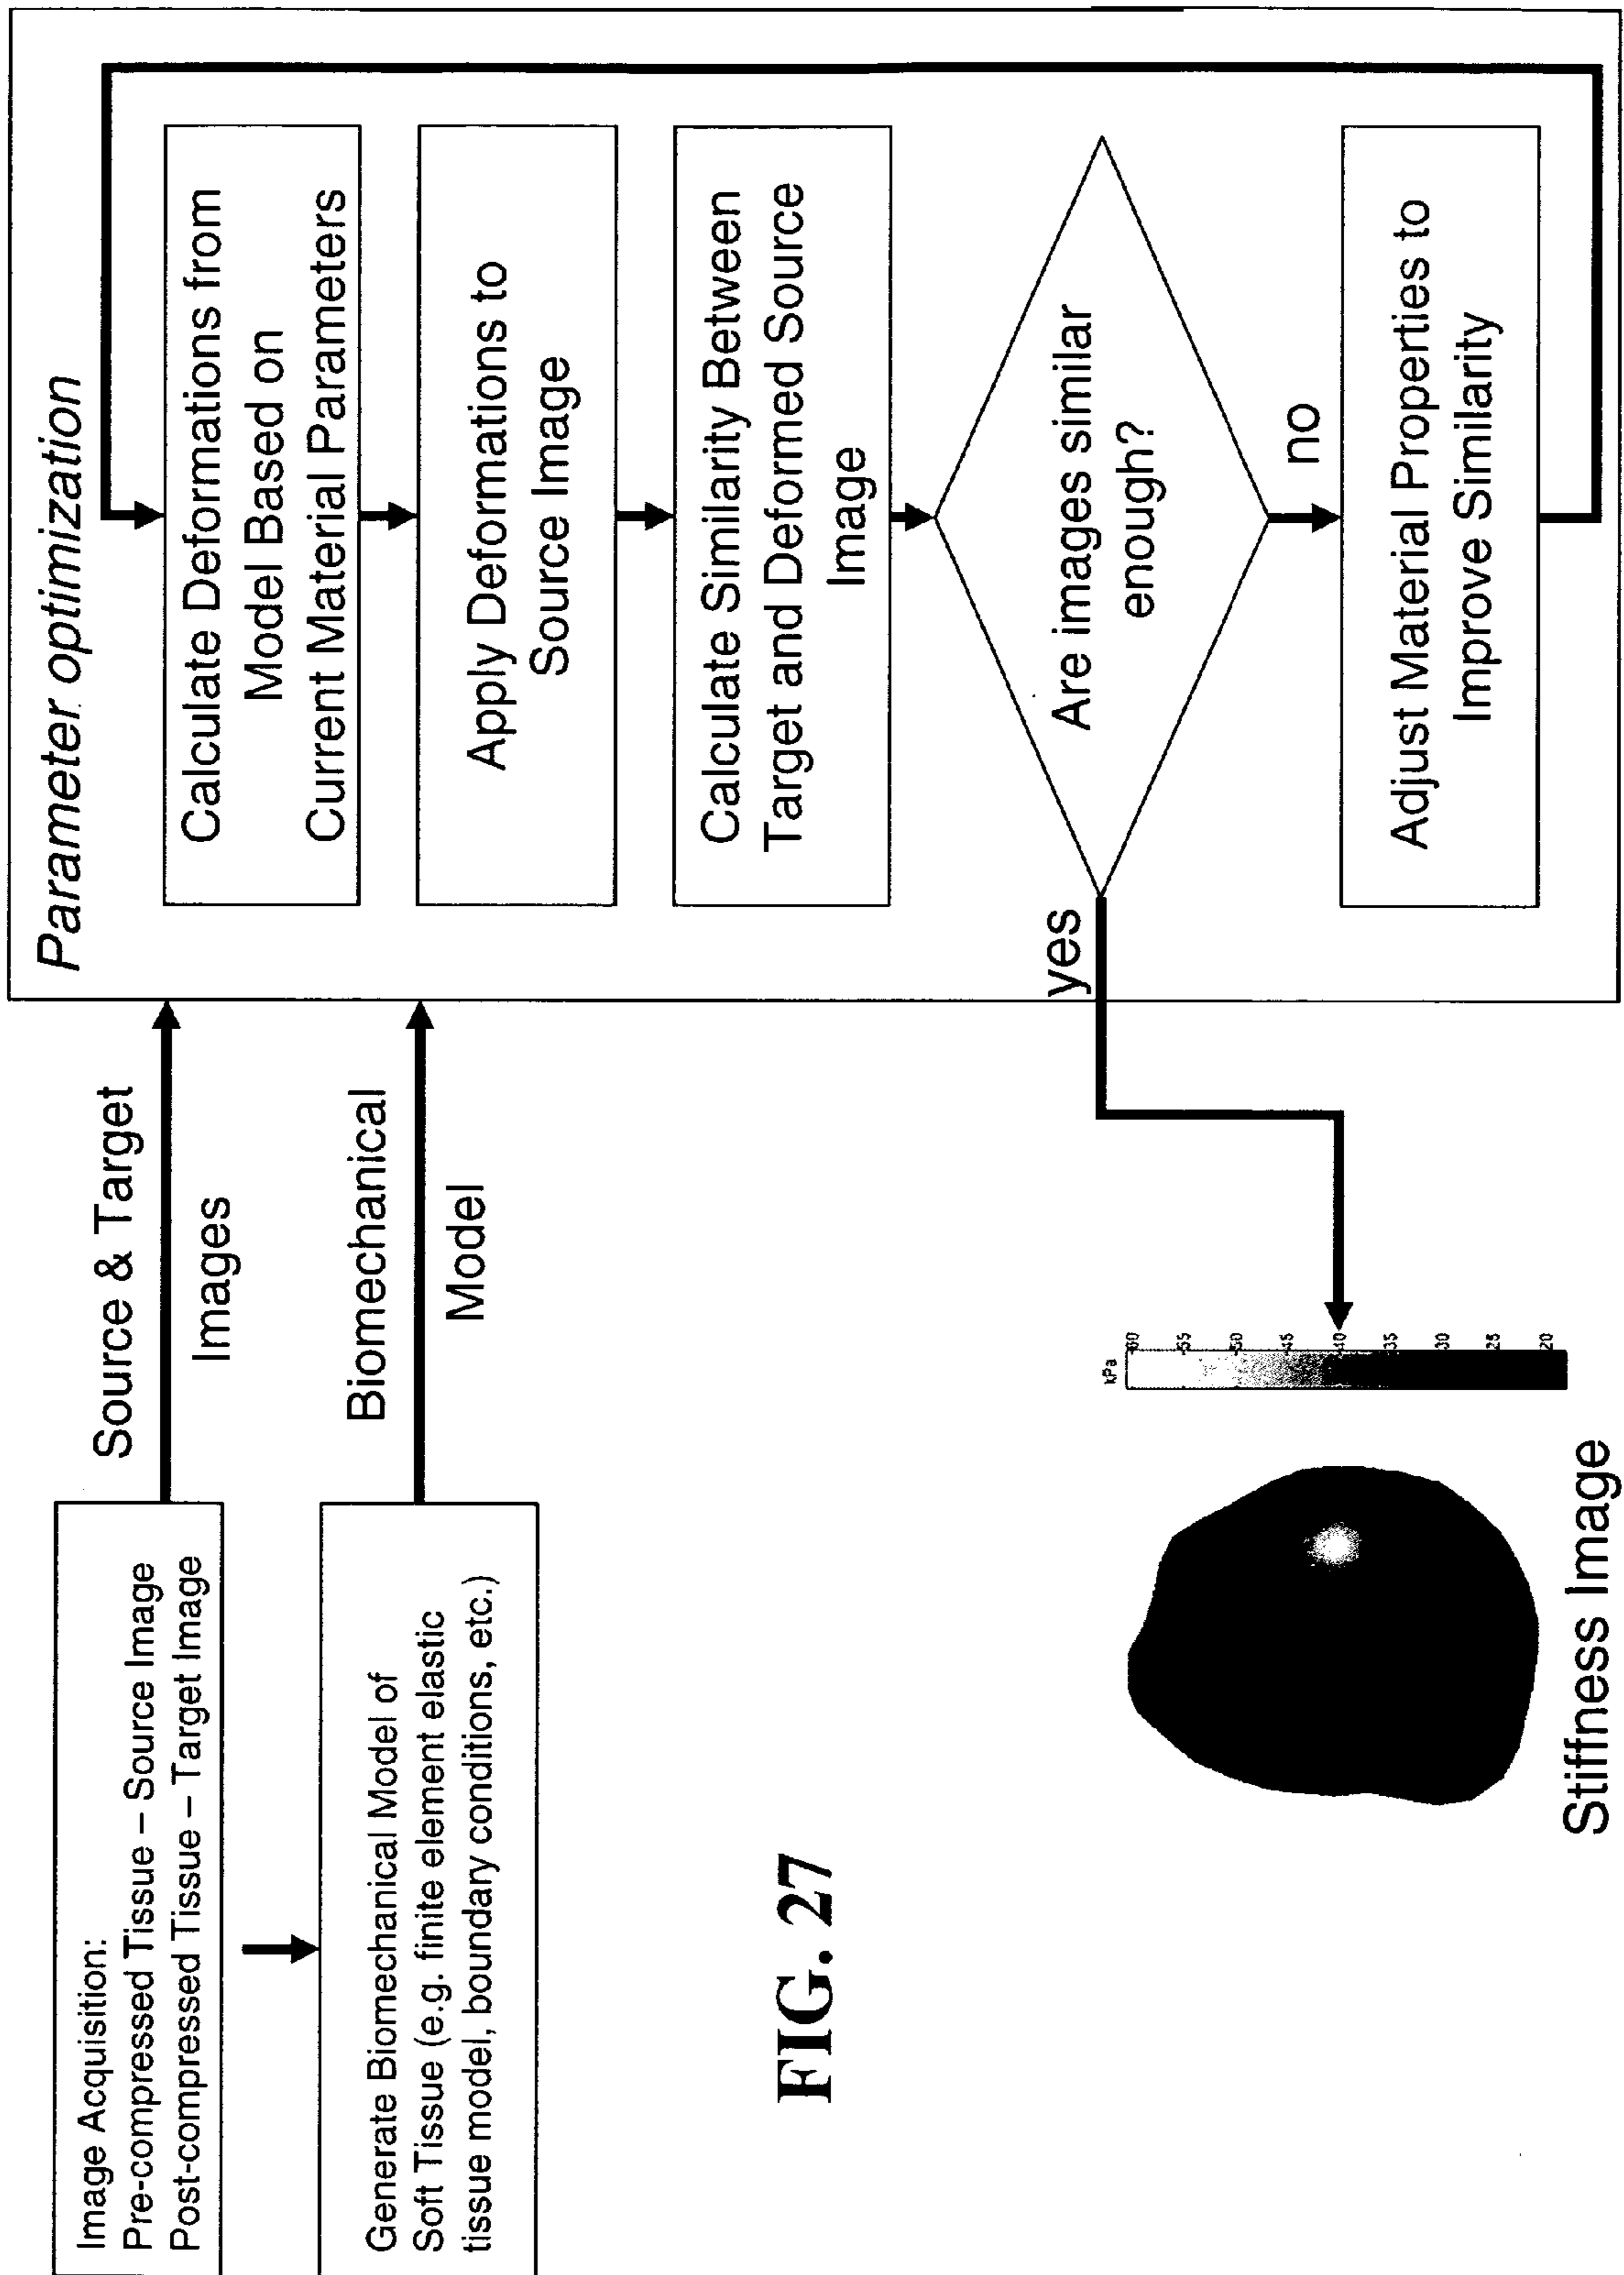 Image Acquisition:
Pre-compressed Tissue – Source Image
Post-compressed Tissue – Target Image
Generate Biomechanical Model of
Soft Tissue (e.g. finite element elastic
tissue model, boundary conditions, etc.)
Source & Target
Images
Biomechanical
Model
Parameter optimization
Calculate Deformations from
Model Based on
Current Material Parameters
Apply Deformations to
Source Image
Calculate Similarity Between
Target and Deformed Source
Image
Are images similar
enough?
yes
no
Adjust Material Properties to
Improve Similarity
kPa
60
55
50
45
40
35
30
25
20
Stiffness Image
FIG. 27